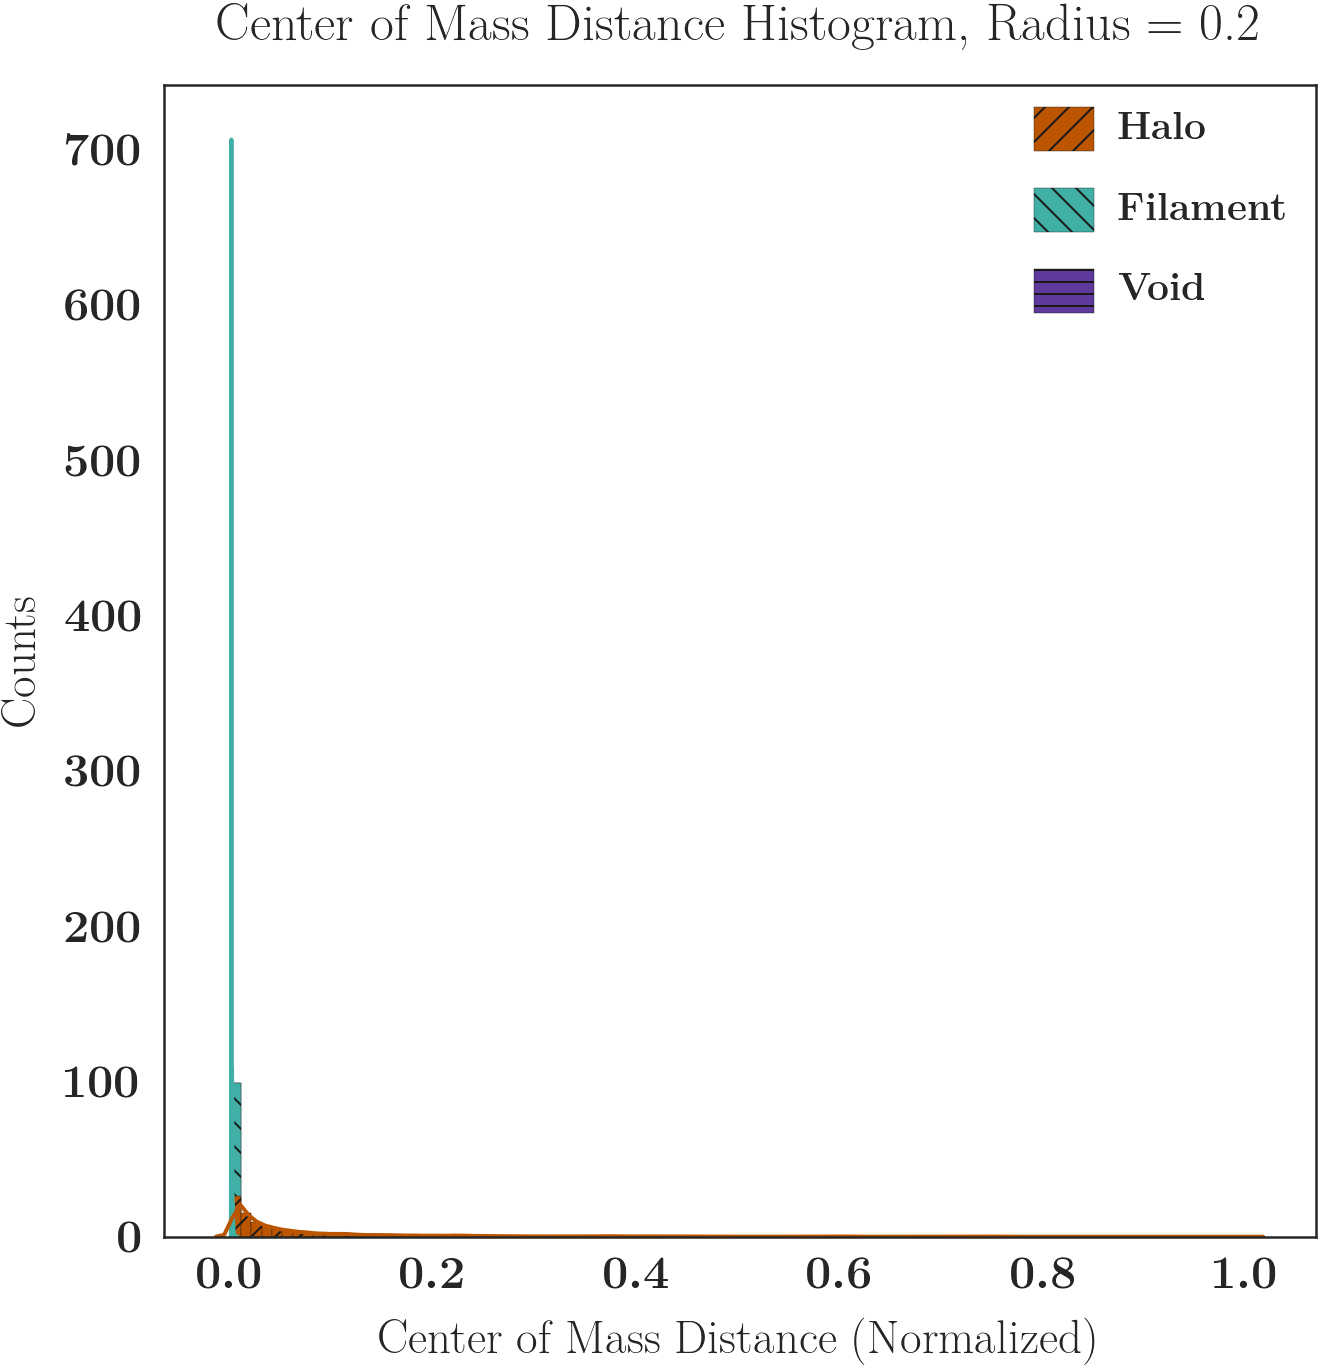 Center of Mass Distance Histogram, Radius = 0.2
Halo
Filament
Void
700
600
500
400
300
200
100
0
Counts
0.0 0.2 0.4 0.6 0.8 1.0
Center of Mass Distance (Normalized)